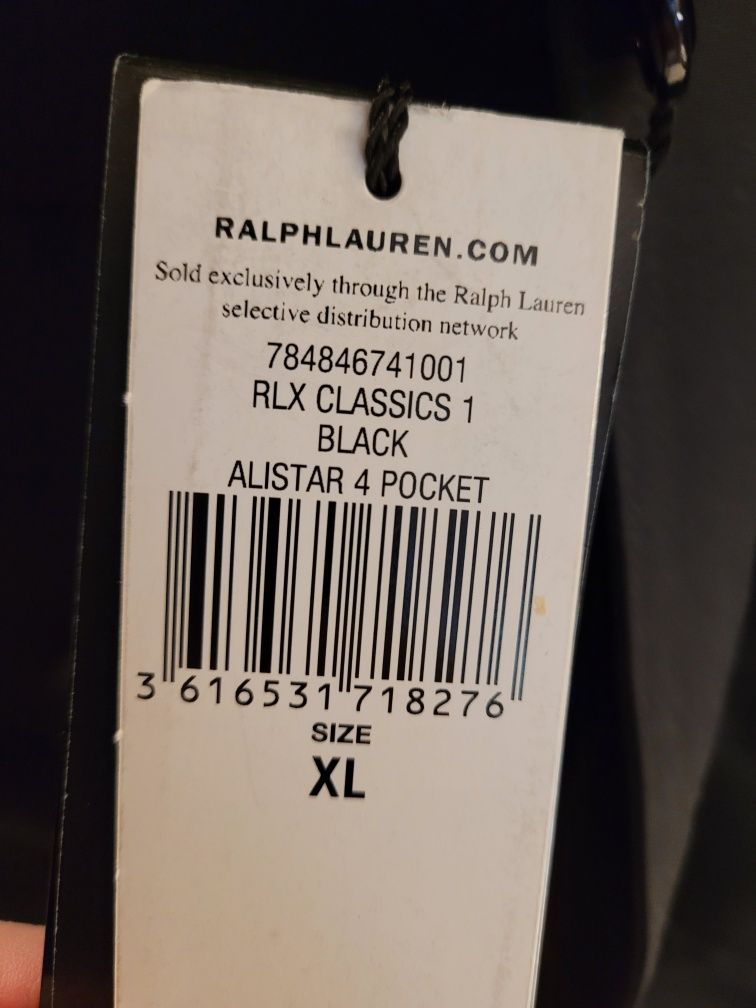 RALPHLAUREN.COM
Sold exclusively through the Ralph Lauren
selective distribution network
784846741001
RLX CLASSICS 1
BLACK
ALISTAR 4 POCKET
3 616531 718276
SIZE
XL